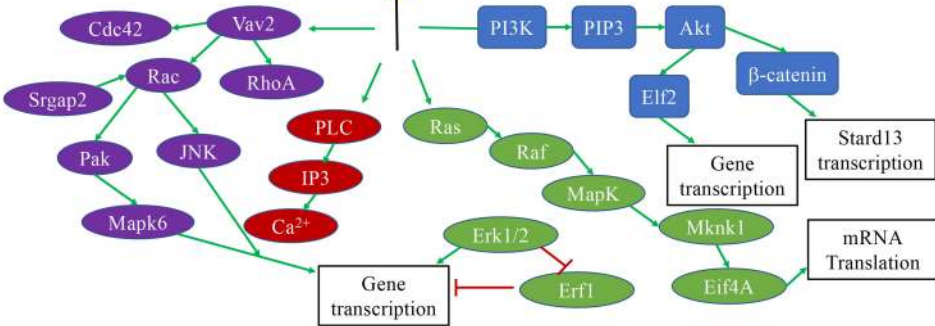 Cdc42
Vav2
PI3K
PIP3
Akt
Rac
RhoA
β-catenin
Srgap2
Elf2
PLC
Ras
Stard13
transcription
Pak
JNK
Raf
Gene
transcription
IP3
MapK
Mapk6
Ca²⁺
Erk1/2
Mknk1
mRNA
Translation
Gene
transcription
Erf1
Eif4A